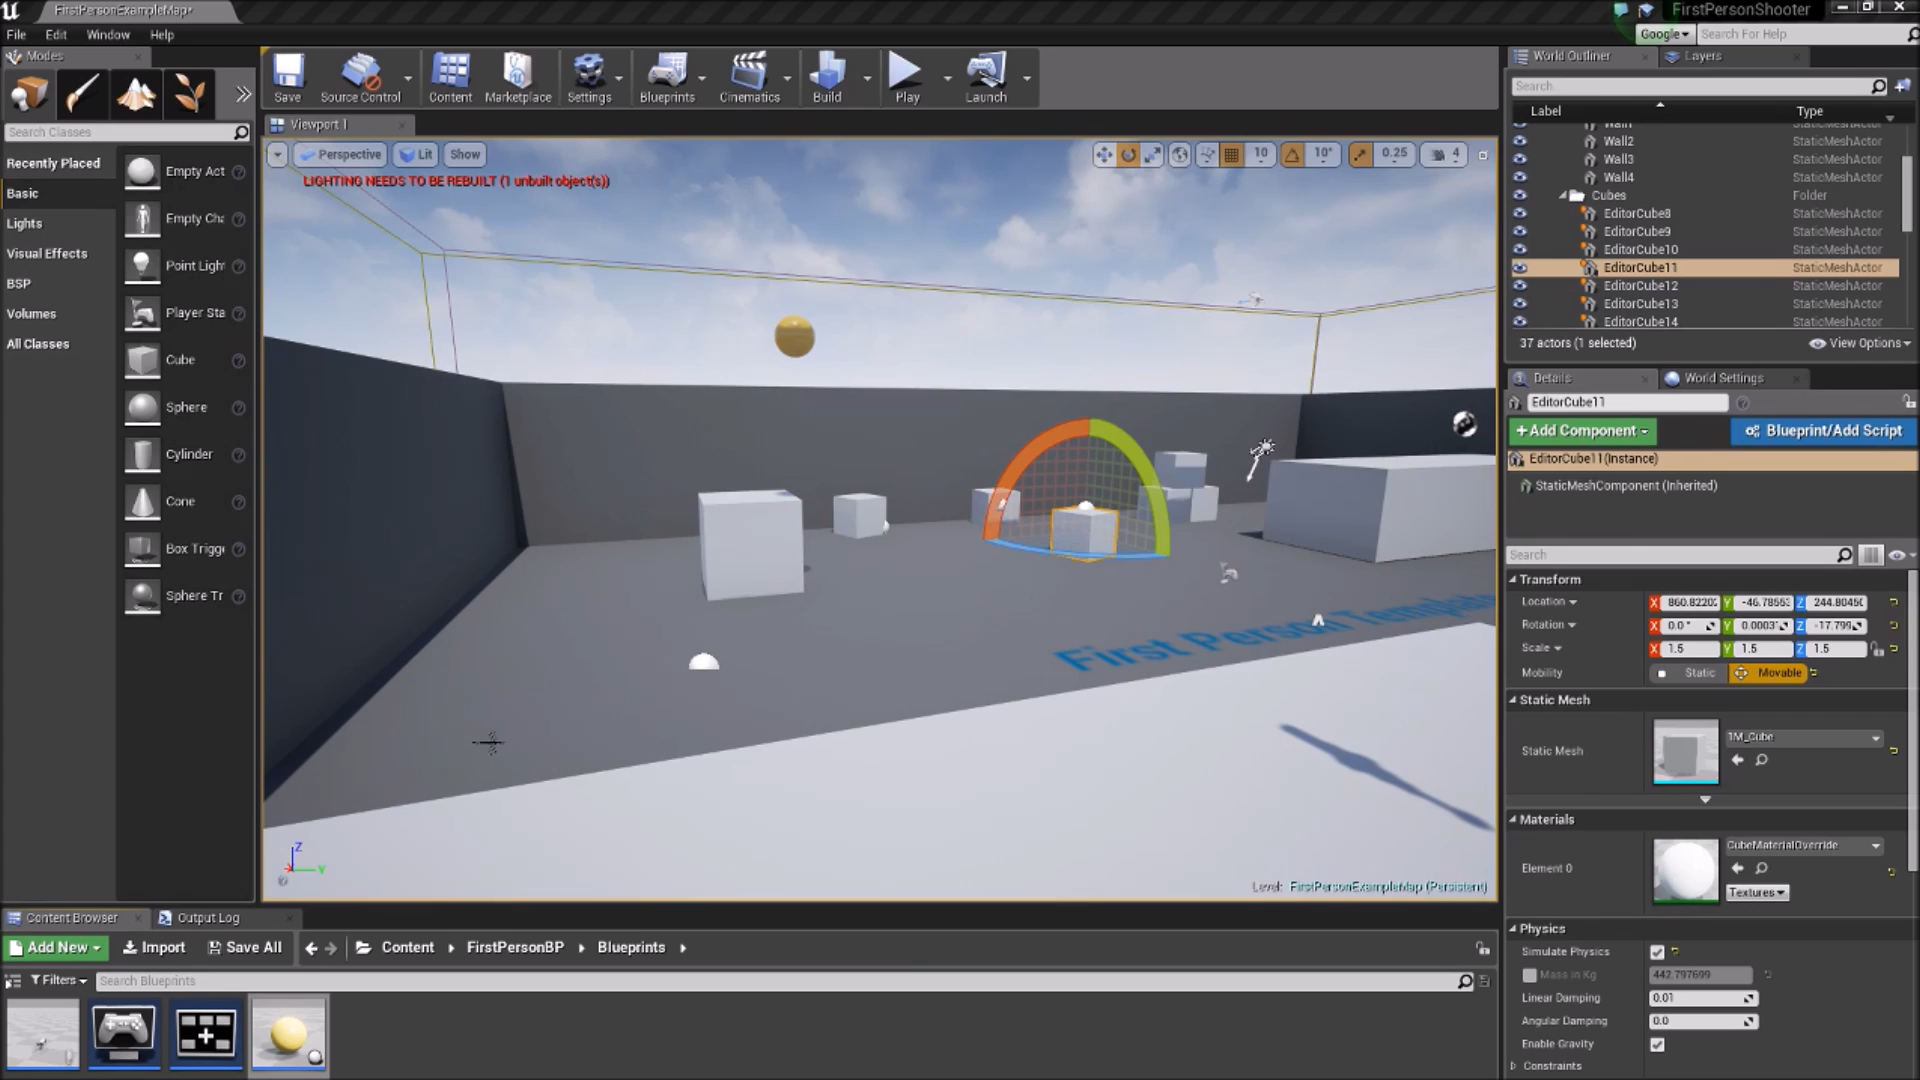 FirstPersonExampleMap*
FirstPersonShooter
File Edit Window Help
Google
Search For Help
Modes
Search Classes
Recently Placed
Basic
Lights
Visual Effects
BSP
Volumes
All Classes
Empty Act
Empty Cha
Point Light
Player Sta
Cube
Sphere
Cylinder
Cone
Box Trigg
Sphere Tr
Save
Source Control
Content
Marketplace
Settings
Blueprints
Cinematics
Build
Play
Launch
Viewport 1
Perspective Lit Show
10 10° 0.25 4
LIGHTING NEEDS TO BE REBUILT (1 unbuilt object(s))
First Person Template
Z
Y
Level: FirstPersonExampleMap (Persistent)
World Outliner Layers
Search
Label Type
StaticMeshActor
Wall2 StaticMeshActor
Wall3 StaticMeshActor
Wall4 StaticMeshActor
Cubes Folder
EditorCube8 StaticMeshActor
EditorCube9 StaticMeshActor
EditorCube10 StaticMeshActor
EditorCube11 StaticMeshActor
EditorCube12 StaticMeshActor
EditorCube13 StaticMeshActor
EditorCube14 StaticMeshActor
37 actors (1 selected) View Options
Details World Settings
EditorCube11
+Add Component Blueprint/Add Script
EditorCube11(Instance)
StaticMeshComponent (Inherited)
Search
Transform
Location X 860.8220 Y -46.7855 Z 244.8045
Rotation X 0.0° Y 0.0003° Z -17.799
Scale X 1.5 Y 1.5 Z 1.5
Mobility Static Movable
Static Mesh
Static Mesh 1M_Cube
Materials
Element 0 CubeMaterialOverride
Textures
Physics
Simulate Physics
Mass in Kg 442.797699
Linear Damping 0.01
Angular Damping 0.0
Enable Gravity
Constraints
Content Browser Output Log
Add New Import Save All Content FirstPersonBP Blueprints
Filters Search Blueprints